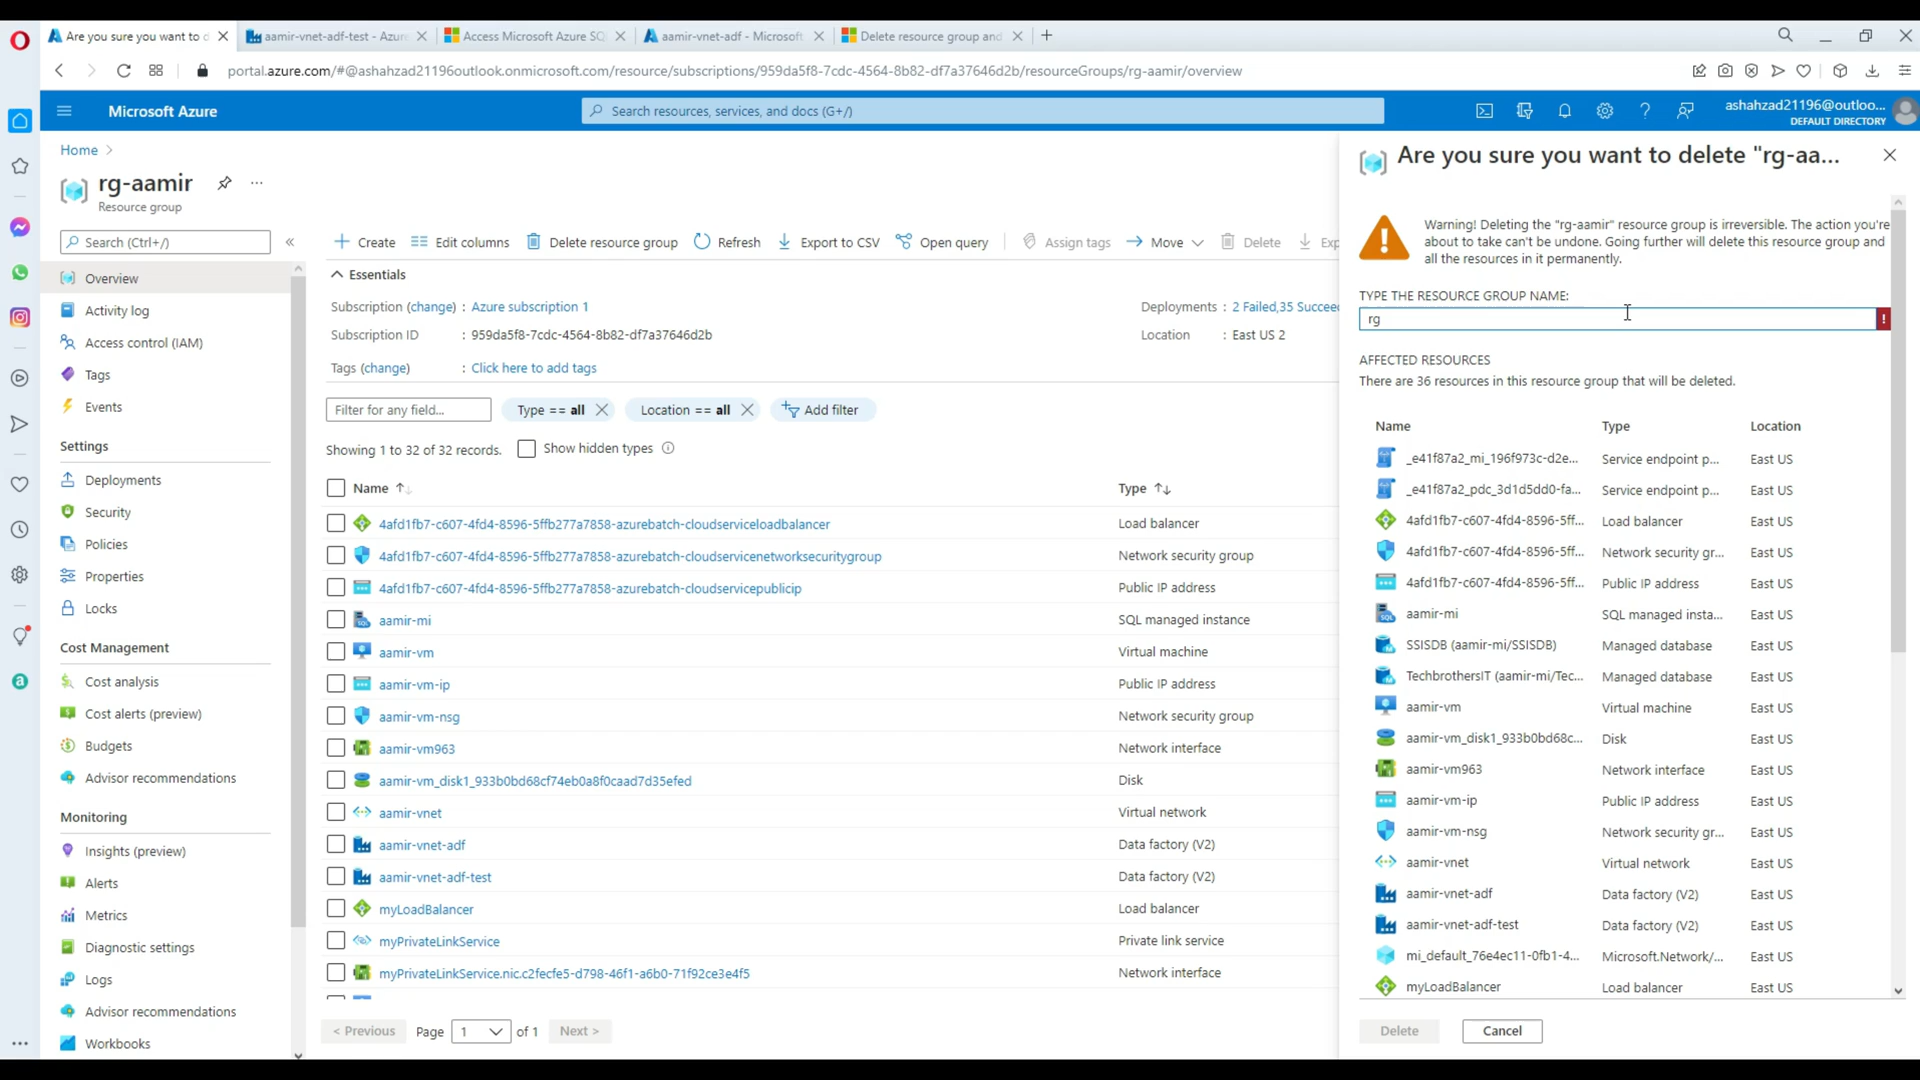 Are you sure you want to d
aamir-vnet-adf-test - Azure
Access Microsoft Azure SQ
aamir-vnet-adf - Microsoft
Delete resource group and
portal.azure.com/#@ashahzad21196outlook.onmicrosoft.com/resource/subscriptions/959da5f8-7cdc-4564-8b82-df7a37646d2b/resourceGroups/rg-aamir/overview
Microsoft Azure
Search resources, services, and docs (G+/)
ashahzad21196@outloo...
DEFAULT DIRECTORY
Home >
rg-aamir
Resource group
Search (Ctrl+/)
Overview
Activity log
Access control (IAM)
Tags
Events
Settings
Deployments
Security
Policies
Properties
Locks
Cost Management
Cost analysis
Cost alerts (preview)
Budgets
Advisor recommendations
Monitoring
Insights (preview)
Alerts
Metrics
Diagnostic settings
Logs
Advisor recommendations
Workbooks
Create
Edit columns
Delete resource group
Refresh
Export to CSV
Open query
Assign tags
Move
Delete
Exp
Essentials
Subscription (change) : Azure subscription 1
Subscription ID : 959da5f8-7cdc-4564-8b82-df7a37646d2b
Tags (change) : Click here to add tags
Deployments : 2 Failed,35 Succee
Location : East US 2
Filter for any field...
Type == all
Location == all
Add filter
Showing 1 to 32 of 32 records.
Show hidden types
Name Type
4afd1fb7-c607-4fd4-8596-5ffb277a7858-azurebatch-cloudserviceloadbalancer Load balancer
4afd1fb7-c607-4fd4-8596-5ffb277a7858-azurebatch-cloudservicenetworksecuritygroup Network security group
4afd1fb7-c607-4fd4-8596-5ffb277a7858-azurebatch-cloudservicepublicip Public IP address
aamir-mi SQL managed instance
aamir-vm Virtual machine
aamir-vm-ip Public IP address
aamir-vm-nsg Network security group
aamir-vm963 Network interface
aamir-vm_disk1_933b0bd68cf74eb0a8f0caad7d35efed Disk
aamir-vnet Virtual network
aamir-vnet-adf Data factory (V2)
aamir-vnet-adf-test Data factory (V2)
myLoadBalancer Load balancer
myPrivateLinkService Private link service
myPrivateLinkService.nic.c2fecfe5-d798-46f1-a6b0-71f92ce3e4f5 Network interface
< Previous Page 1 of 1 Next >
Are you sure you want to delete "rg-aa...
Warning! Deleting the "rg-aamir" resource group is irreversible. The action you're
about to take can't be undone. Going further will delete this resource group and
all the resources in it permanently.
TYPE THE RESOURCE GROUP NAME:
rg
!
AFFECTED RESOURCES
There are 36 resources in this resource group that will be deleted.
Name Type Location
_e41f87a2_mi_196f973c-d2e... Service endpoint p... East US
_e41f87a2_pdc_3d1d5dd0-fa... Service endpoint p... East US
4afd1fb7-c607-4fd4-8596-5ff... Load balancer East US
4afd1fb7-c607-4fd4-8596-5ff... Network security gr... East US
4afd1fb7-c607-4fd4-8596-5ff... Public IP address East US
aamir-mi SQL managed insta... East US
SSISDB (aamir-mi/SSISDB) Managed database East US
TechbrothersIT (aamir-mi/Tec... Managed database East US
aamir-vm Virtual machine East US
aamir-vm_disk1_933b0bd68c... Disk East US
aamir-vm963 Network interface East US
aamir-vm-ip Public IP address East US
aamir-vm-nsg Network security gr... East US
aamir-vnet Virtual network East US
aamir-vnet-adf Data factory (V2) East US
aamir-vnet-adf-test Data factory (V2) East US
mi_default_76e4ec11-0fb1-4... Microsoft.Network/... East US
myLoadBalancer Load balancer East US
Delete
Cancel